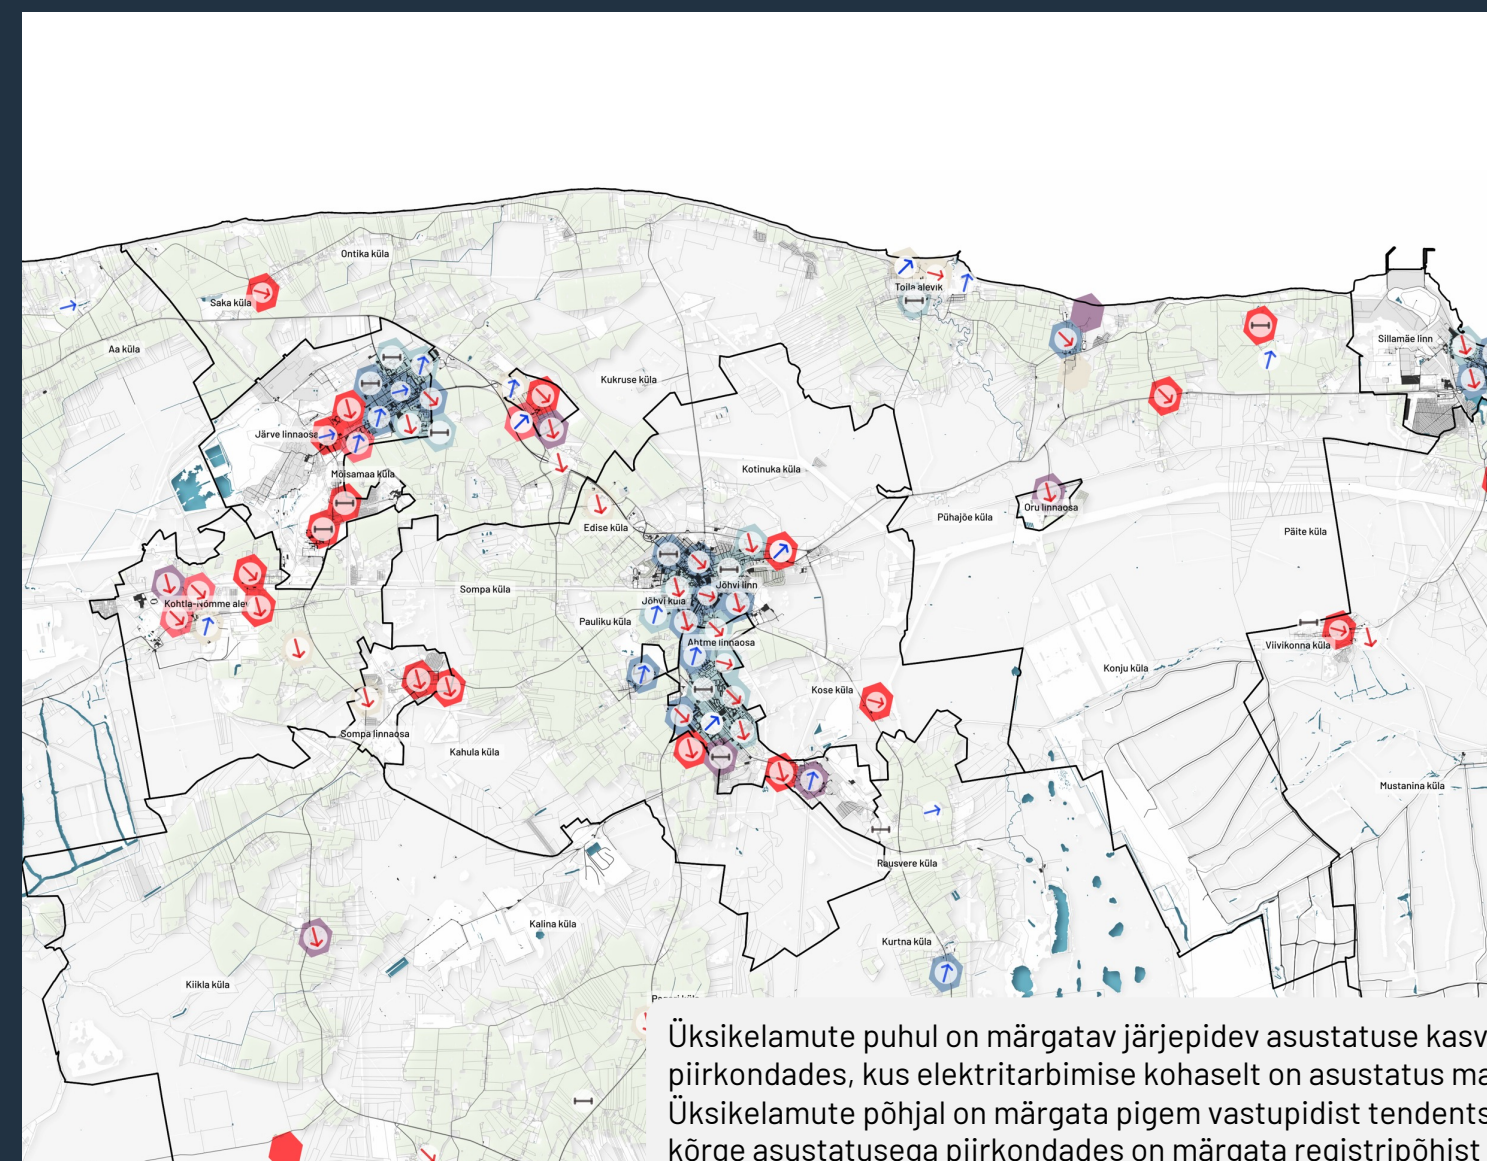 Ontika küla
Saka küla
Toila alevik
Sillamäe linn
Aa küla
Kukruse küla
Järve linnaosa
Kotinuka küla
Moisamaa küla
Oru linnaosa
Pühajõe küla
Edise küla
Päite küla
Jõhvi linn
Sompa küla
Jõhvi küla
Kohtla-Nõmme alev
Pauliku küla
Ahtme linnaosa
Viivikonna küla
Konju küla
Kose küla
Sompa linnaosa
Kahula küla
Mustanina küla
Rausvere küla
Kalina küla
Kurtna küla
Kiikla küla
Üksikelamute puhul on märgatav järjepidev asustatuse kasv
piirkondades, kus elektritarbimise kohaselt on asustatus ma
Üksikelamute põhjal on märgata pigem vastupidist tendents
kõrge asustatusega piirkondades on märgata registripõhist